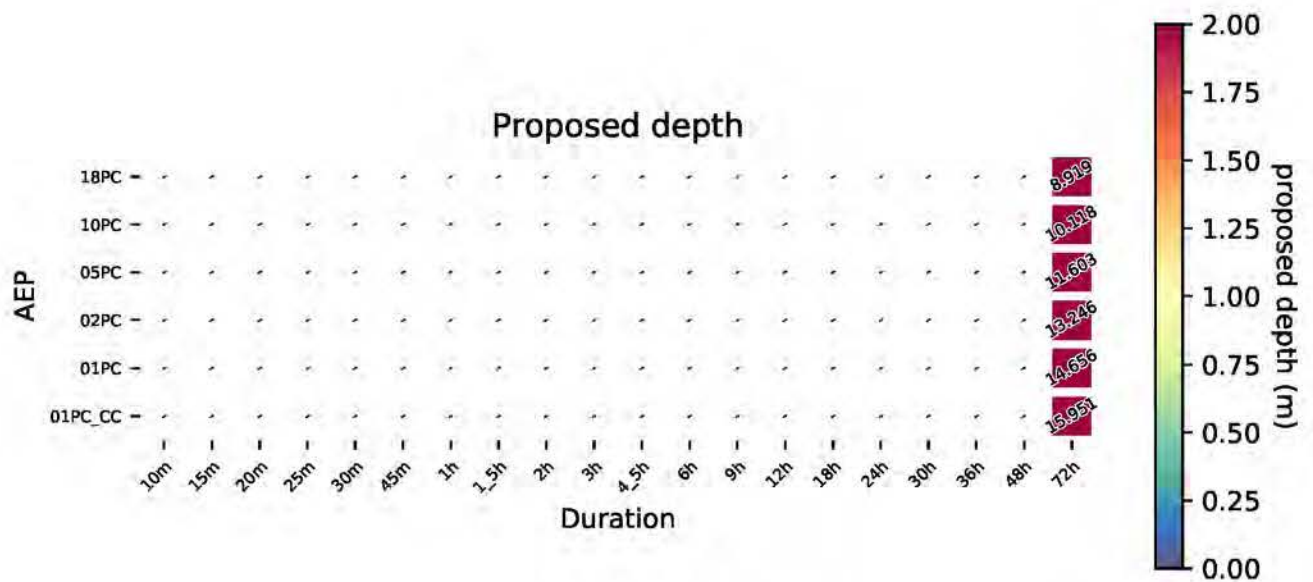 Proposed depth
AEP
18PC
10PC
05PC
02PC
01PC
01PC_CC
8.919
10.118
11.603
13.246
14.656
15.951
10m
15m
20m
25m
30m
45m
1h
1_5h
2h
3h
4_5h
6h
9h
12h
18h
24h
30h
36h
48h
72h
Duration
2.00
1.75
1.50
1.25
1.00
0.75
0.50
0.25
0.00
proposed depth (m)